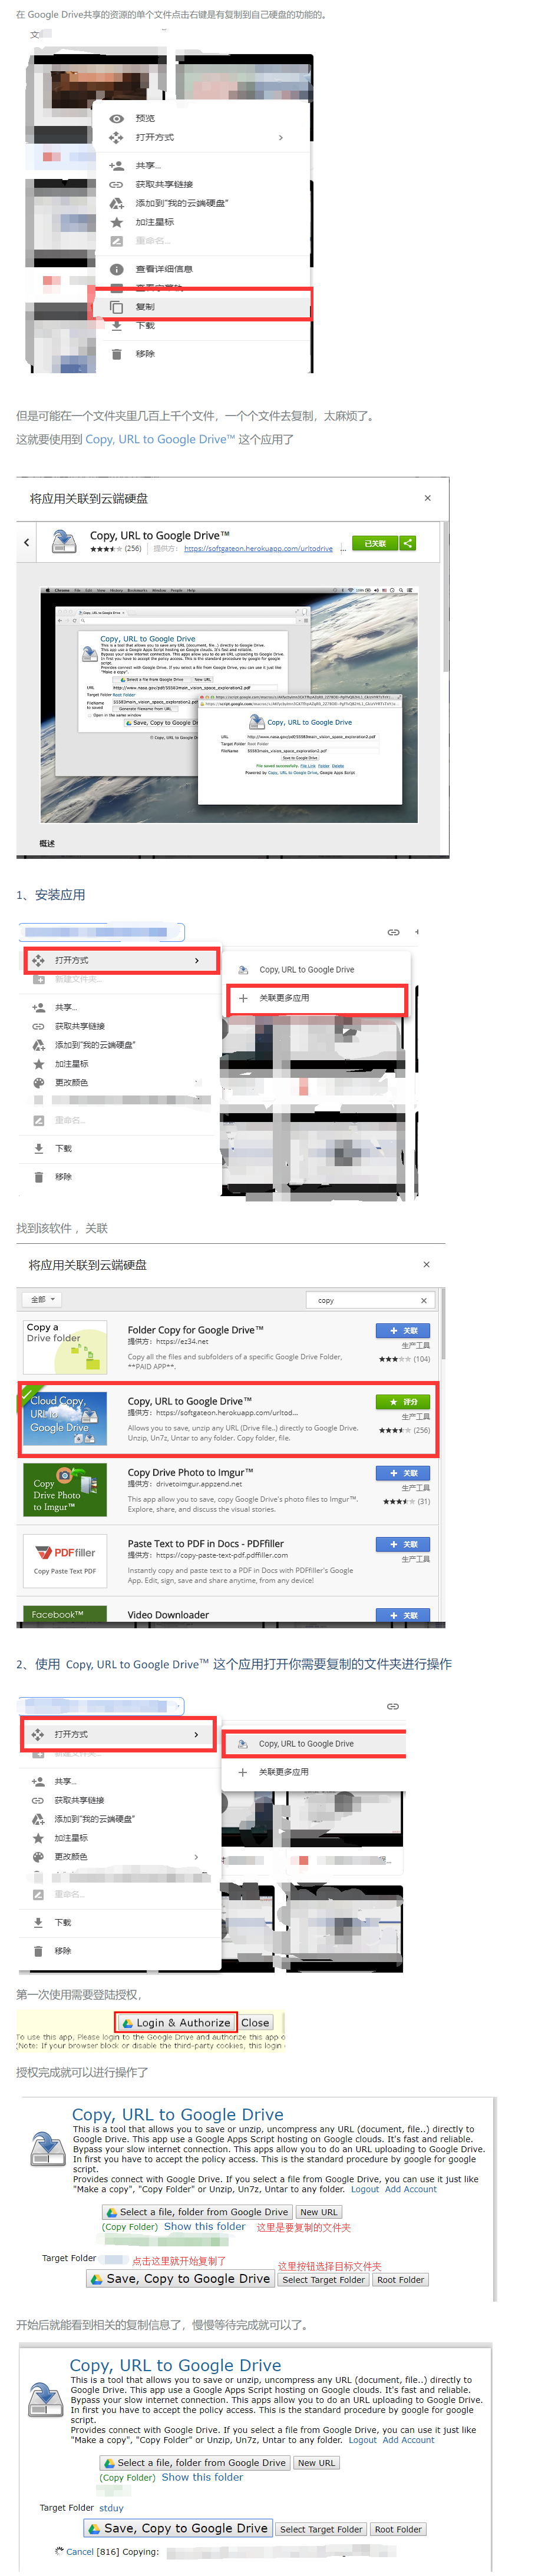 在 Google Drive共享的资源的单个文件点击右键是有复制到自己硬盘的功能的。
预览
打开方式
共享...
获取共享链接
添加到"我的云端硬盘"
加注星标
重命名...
查看详细信息
复制
下载
移除
但是可能在一个文件夹里几百上千个文件，一个个文件去复制，太麻烦了。
这就要使用到 Copy, URL to Google Drive™ 这个应用了
将应用关联到云端硬盘
Copy, URL to Google Drive™
(256) 提供方： https://softgateon.herokuapp.com/urltodrive ...
已关联
Copy, URL to Google Drive
Copy, URL to Google Drive
概述
1、安装应用
打开方式
新建文件夹...
共享...
获取共享链接
添加到"我的云端硬盘"
加注星标
更改颜色
重命名...
下载
移除
Copy, URL to Google Drive
关联更多应用
找到该软件 ，关联
将应用关联到云端硬盘
全部
copy
Copy a
Drive folder
Folder Copy for Google Drive™
提供方：https://ez34.net
Copy all the files and subfolders of a specific Google Drive Folder,
**PAID APP**.
关联
生产工具
(104)
Cloud Copy,
URL to
Google Drive
Copy, URL to Google Drive™
提供方：https://softgateon.herokuapp.com/urltod...
Allows you to save, unzip any URL (Drive file..) directly to Google Drive.
Unzip, Un7z, Untar to any folder. Copy folder, file.
评分
生产工具
(256)
Copy
Drive Photo
to Imgur™
Copy Drive Photo to Imgur™
提供方：drivetoimgur.appzend.net
This app allow you to save, copy Google Drive's photo files to Imgur™.
Explore, share, and discuss the visual stories.
关联
生产工具
(31)
PDFfiller
Copy Paste Text PDF
Paste Text to PDF in Docs - PDFfiller
提供方：https://copy-paste-text-pdf.pdffiller.com
Instantly copy and paste text to a PDF in Docs with PDFfiller's Google
App. Edit, sign, save and share anytime, from any device!
关联
生产工具
Facebook™
Video Downloader
关联
2、使用 Copy, URL to Google Drive™ 这个应用打开你需要复制的文件夹进行操作
打开方式
新建文件夹...
共享...
获取共享链接
添加到"我的云端硬盘"
加注星标
更改颜色
重命名...
下载
移除
Copy, URL to Google Drive
关联更多应用
第一次使用需要登陆授权，
Login & Authorize Close
To use this app, Please login to the Google Drive and authorize this app o
(Note: If your browser block or disable the third-party cookies, this login
授权完成就可以进行操作了
Copy, URL to Google Drive
This is a tool that allows you to save or unzip, uncompress any URL (document, file..) directly to
Google Drive. This app use a Google Apps Script hosting on Google clouds. It's fast and reliable.
Bypass your slow internet connection. This apps allow you to do an URL uploading to Google Drive.
In first you have to accept the policy access. This is the standard procedure by google for google
script.
Provides connect with Google Drive. If you select a file from Google Drive, you can use it just like
"Make a copy", "Copy Folder" or Unzip, Un7z, Untar to any folder. Logout Add Account
Select a file, folder from Google Drive New URL
(Copy Folder) Show this folder 这里是要复制的文件夹
Target Folder 点击这里就开始复制了 这里按钮选择目标文件夹
Save, Copy to Google Drive Select Target Folder Root Folder
开始后就能看到相关的复制信息了，慢慢等待完成就可以了。
Copy, URL to Google Drive
This is a tool that allows you to save or unzip, uncompress any URL (document, file..) directly to
Google Drive. This app use a Google Apps Script hosting on Google clouds. It's fast and reliable.
Bypass your slow internet connection. This apps allow you to do an URL uploading to Google Drive.
In first you have to accept the policy access. This is the standard procedure by google for google
script.
Provides connect with Google Drive. If you select a file from Google Drive, you can use it just like
"Make a copy", "Copy Folder" or Unzip, Un7z, Untar to any folder. Logout Add Account
Select a file, folder from Google Drive New URL
(Copy Folder) Show this folder
Target Folder stduy
Save, Copy to Google Drive Select Target Folder Root Folder
Cancel [816] Copying: